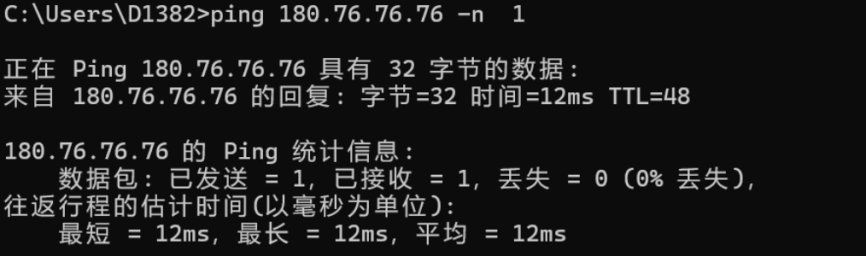 C:\Users\D1382>ping 180.76.76.76 -n  1
正在 Ping 180.76.76.76 具有 32 字节的数据:
来自 180.76.76.76 的回复: 字节=32 时间=12ms TTL=48
180.76.76.76 的 Ping 统计信息:
    数据包: 已发送 = 1，已接收 = 1，丢失 = 0 (0% 丢失)，
往返行程的估计时间(以毫秒为单位):
    最短 = 12ms，最长 = 12ms，平均 = 12ms